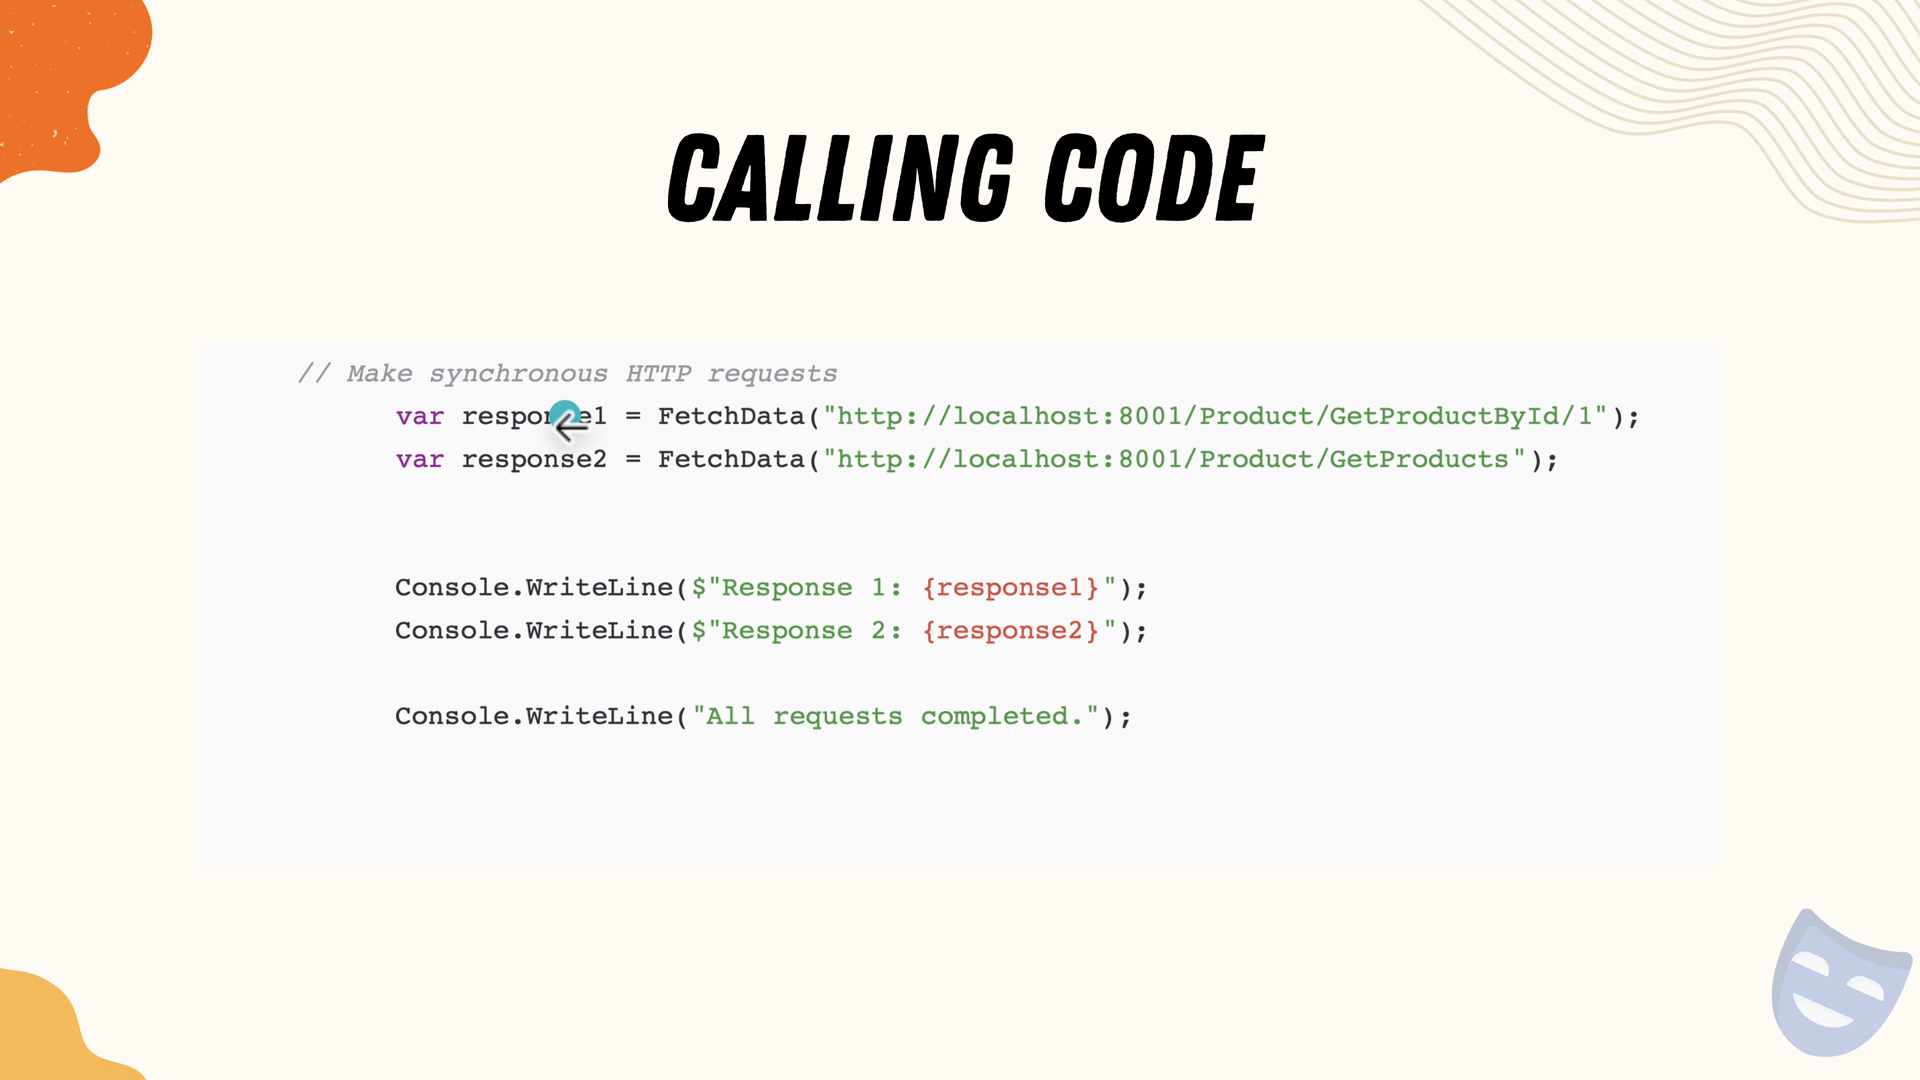 CALLING CODE
// Make synchronous HTTP requests
var response1 = FetchData("http://localhost:8001/Product/GetProductById/1");
var response2 = FetchData("http://localhost:8001/Product/GetProducts");
Console.WriteLine($"Response 1: {response1}");
Console.WriteLine($"Response 2: {response2}");
Console.WriteLine("All requests completed.");